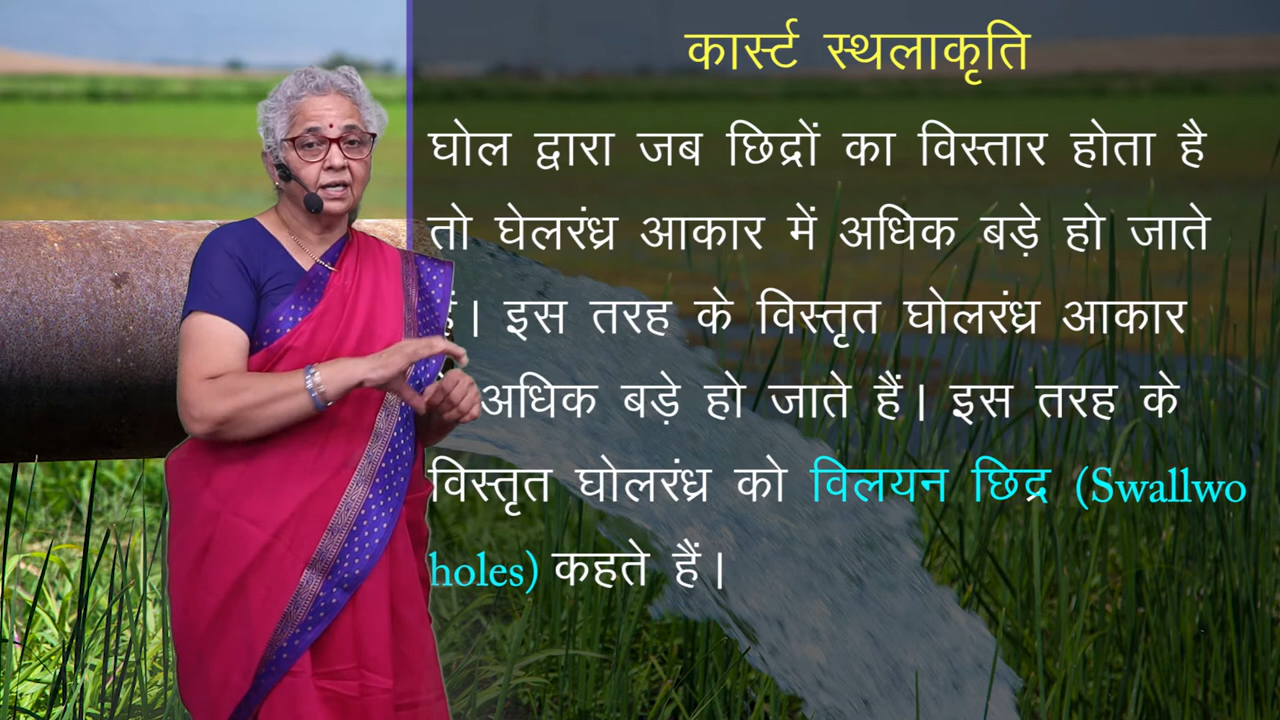 कार्स्ट स्थलाकृति
घोल द्वारा जब छिद्रों का विस्तार होता है
तो घेलरंध्र आकार में अधिक बड़े हो जाते
। इस तरह के विस्तृत घोलरंध्र आकार
अधिक बड़े हो जाते हैं। इस तरह के
विस्तृत घोलरंध्र को विलयन छिद्र (Swallwo
holes) कहते हैं।